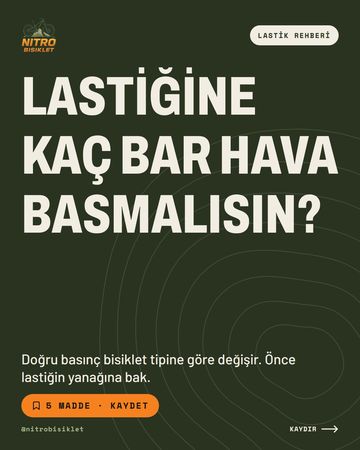 NITRO
BISIKLET
LASTİK REHBERİ
LASTİĞİNE
KAÇ BAR HAVA
BASMALISIN?
Doğru basınç bisiklet tipine göre değişir. Önce
lastiğin yanağına bak.
5 MADDE · KAYDET
@nitrobisiklet
KAYDIR →